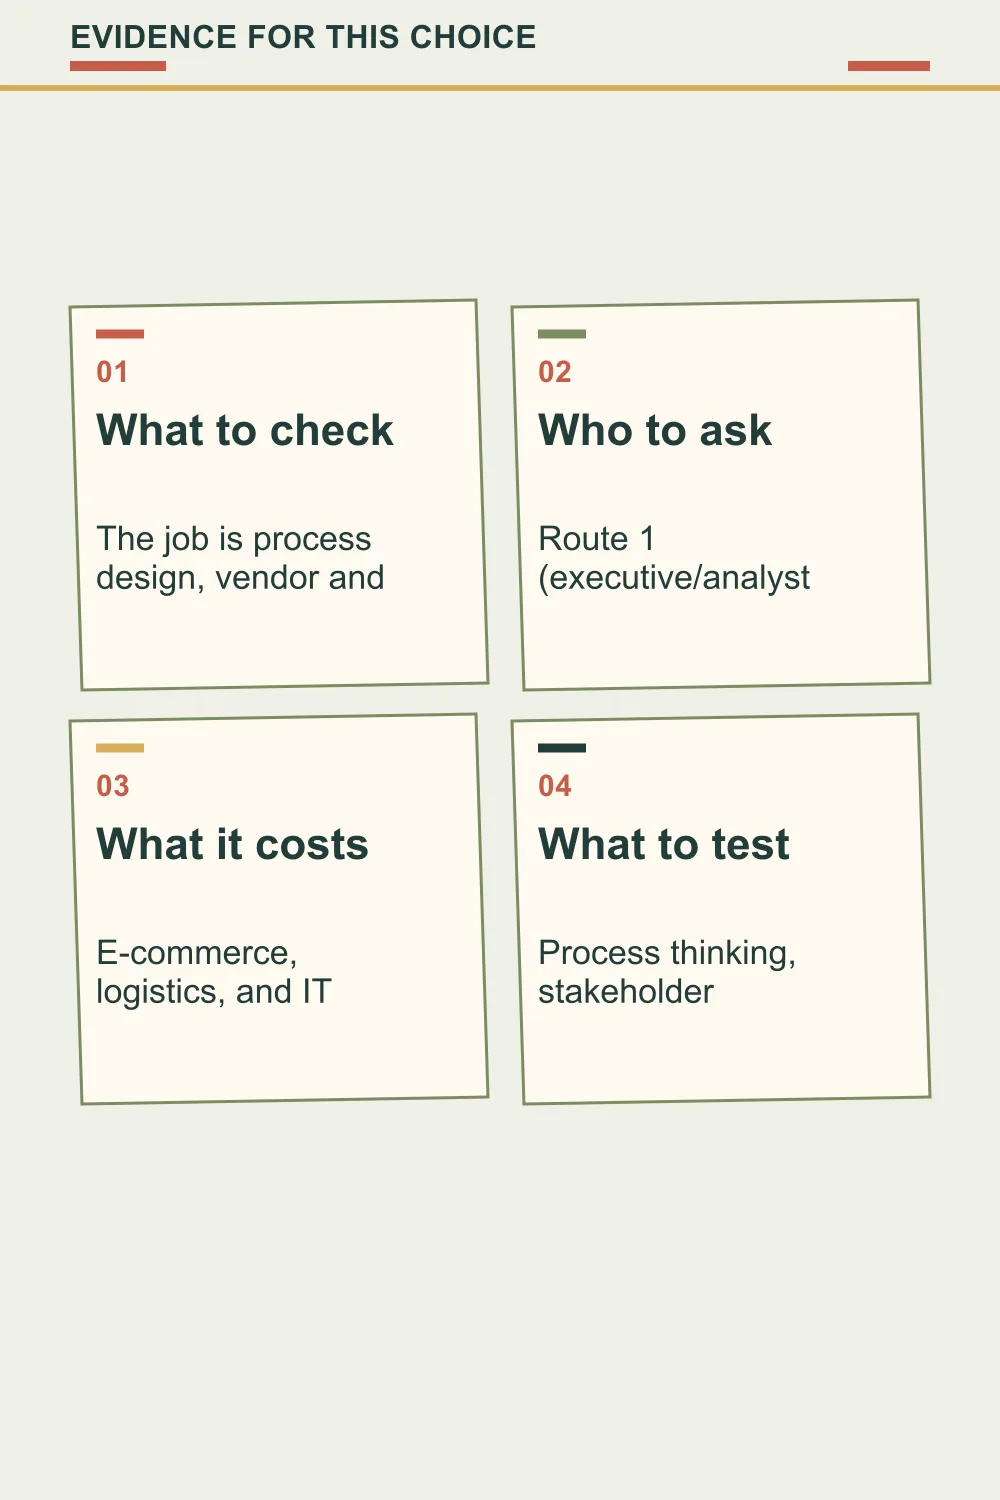 EVIDENCE FOR THIS CHOICE
01
What to check
The job is process
design, vendor and
02
Who to ask
Route 1
(executive/analyst
03
What it costs
E-commerce,
logistics, and IT
04
What to test
Process thinking,
stakeholder